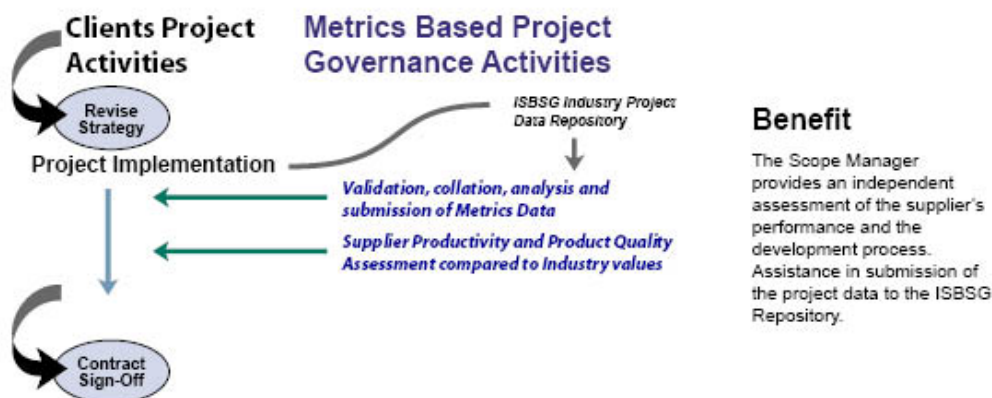 Clients Project
Activities
Metrics Based Project
Governance Activities
Revise
Strategy
ISBSG Industry Project
Data Repository
Project Implementation
Validation, collation, analysis and
submission of Metrics Data
Supplier Productivity and Product Quality
Assessment compared to Industry values
Contract
Sign-Off
Benefit
The Scope Manager
provides an independent
assessment of the supplier's
performance and the
development process.
Assistance in submission of
the project data to the ISBSG
Repository.